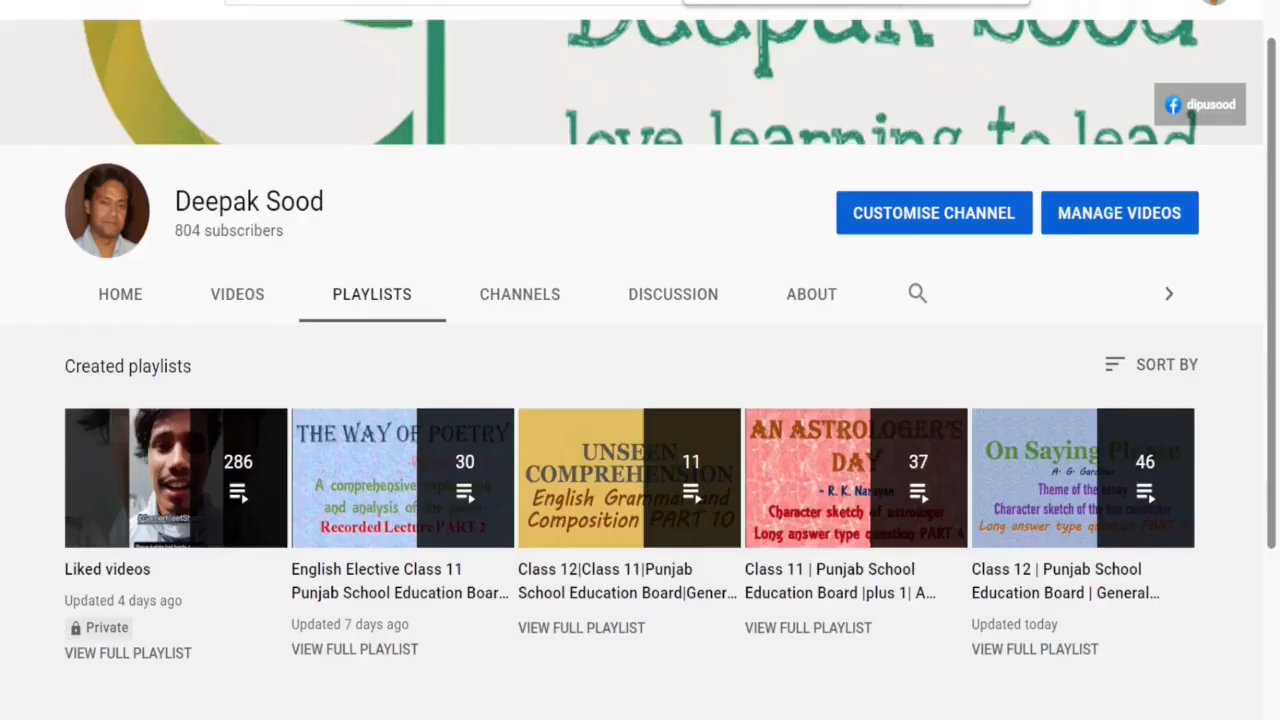 Deepak Sood
love learning to lead
dipusood
Deepak Sood
804 subscribers
CUSTOMISE CHANNEL
MANAGE VIDEOS
HOME
VIDEOS
PLAYLISTS
CHANNELS
DISCUSSION
ABOUT
Created playlists
SORT BY
286
THE WAY OF POETRY
A comprehensive
and analysis of the
Recorded Lecture PART 2
30
UNSEEN
COMPREHENSION
English Grammar and
Composition PART 10
11
AN ASTROLOGER'S
DAY
- R. K. Narayan
Character sketch of astrologer
Long answer type question PART 4
37
On Saying Please
A. G. Gardiner
Theme of the essay
Character sketch of the bus conductor
Long answer type question PART
46
Liked videos
Updated 4 days ago
Private
VIEW FULL PLAYLIST
English Elective Class 11
Punjab School Education Boar...
Updated 7 days ago
VIEW FULL PLAYLIST
Class 12|Class 11|Punjab
School Education Board|Gener...
VIEW FULL PLAYLIST
Class 11 | Punjab School
Education Board |plus 1| A...
VIEW FULL PLAYLIST
Class 12 | Punjab School
Education Board | General...
Updated today
VIEW FULL PLAYLIST